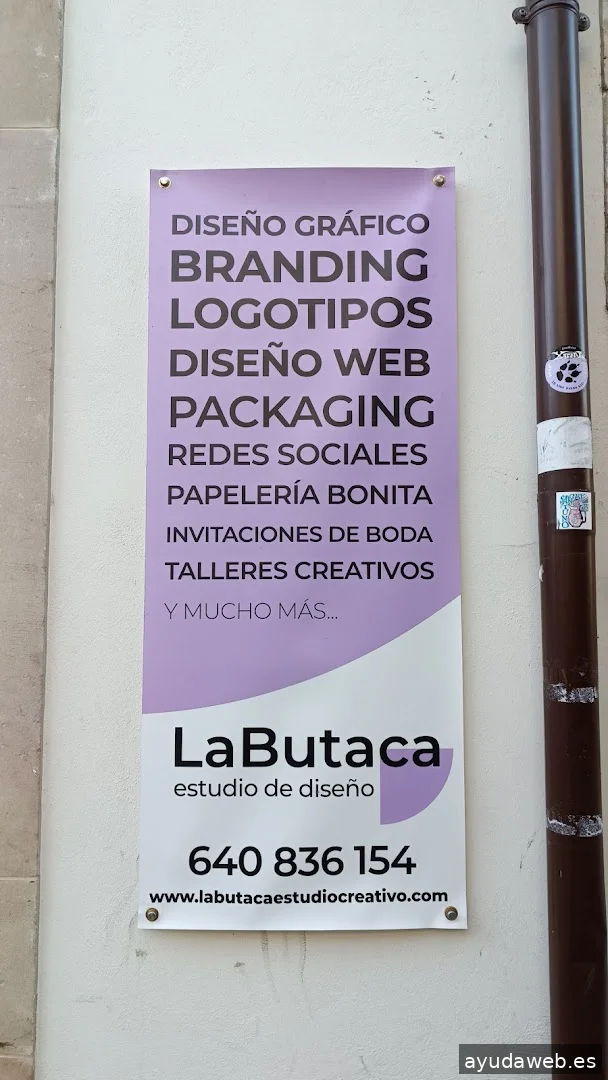 DISEÑO GRÁFICO
BRANDING
LOGOTIPOS
DISEÑO WEB
PACKAGING
REDES SOCIALES
PAPELERÍA BONITA
INVITACIONES DE BODA
TALLERES CREATIVOS
Y MUCHO MÁS...
LaButaca
estudio de diseño
640 836 154
www.labutacaestudiocreativo.com
ayudaweb.es